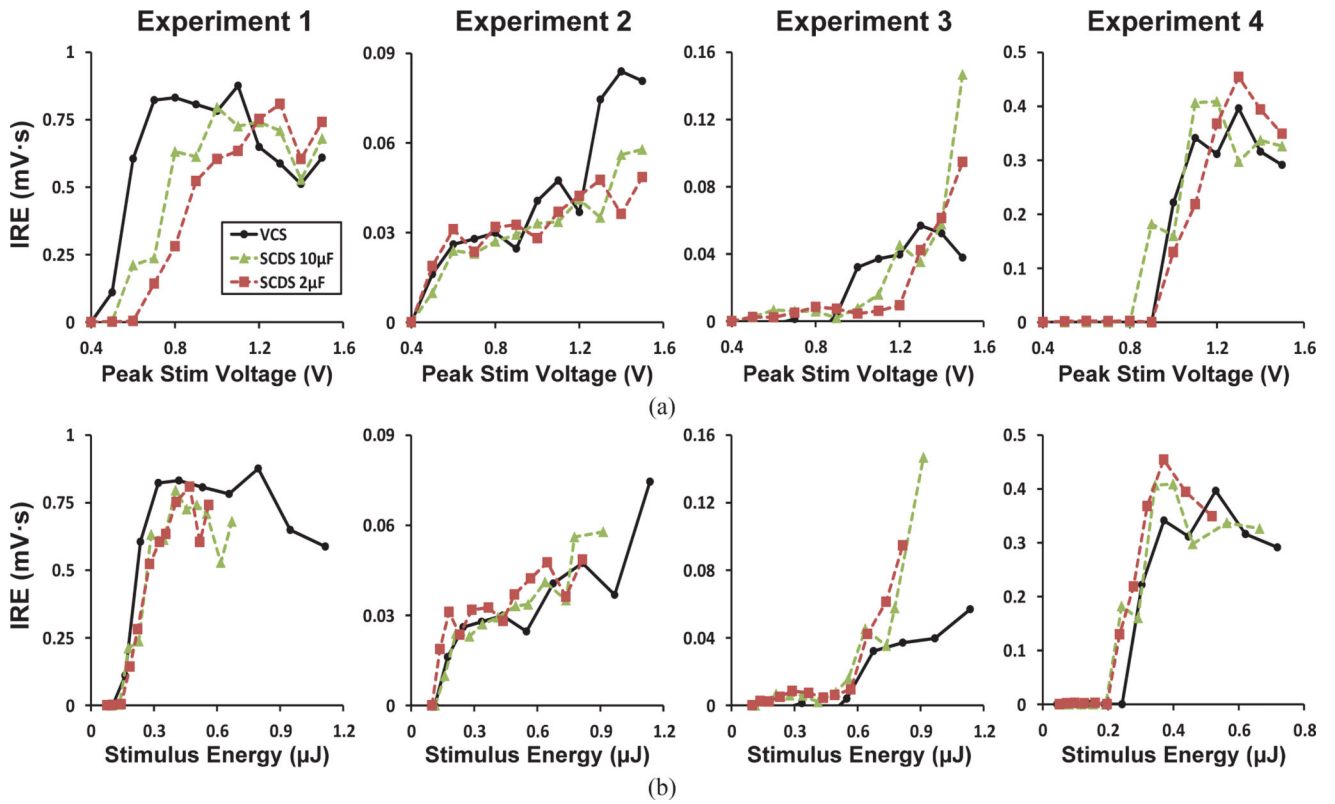 Experiment 1 Experiment 2 Experiment 3 Experiment 4
IRE (mV·s)
1
0.75
0.5
0.25
0
VCS
SCDS 10µF
SCDS 2µF
0.4 0.8 1.2 1.6
Peak Stim Voltage (V)
0.09
0.06
0.03
0
0.4 0.8 1.2 1.6
Peak Stim Voltage (V)
0.16
0.12
0.08
0.04
0
0.4 0.8 1.2 1.6
Peak Stim Voltage (V)
0.5
0.4
0.3
0.2
0.1
0
0.4 0.8 1.2 1.6
Peak Stim Voltage (V)
(a)
IRE (mV·s)
1
0.75
0.5
0.25
0
0 0.3 0.6 0.9 1.2
Stimulus Energy (µJ)
0.09
0.06
0.03
0
0 0.3 0.6 0.9 1.2
Stimulus Energy (µJ)
0.16
0.12
0.08
0.04
0
0 0.3 0.6 0.9 1.2
Stimulus Energy (µJ)
0.5
0.4
0.3
0.2
0.1
0
0 0.2 0.4 0.6 0.8
Stimulus Energy (µJ)
(b)